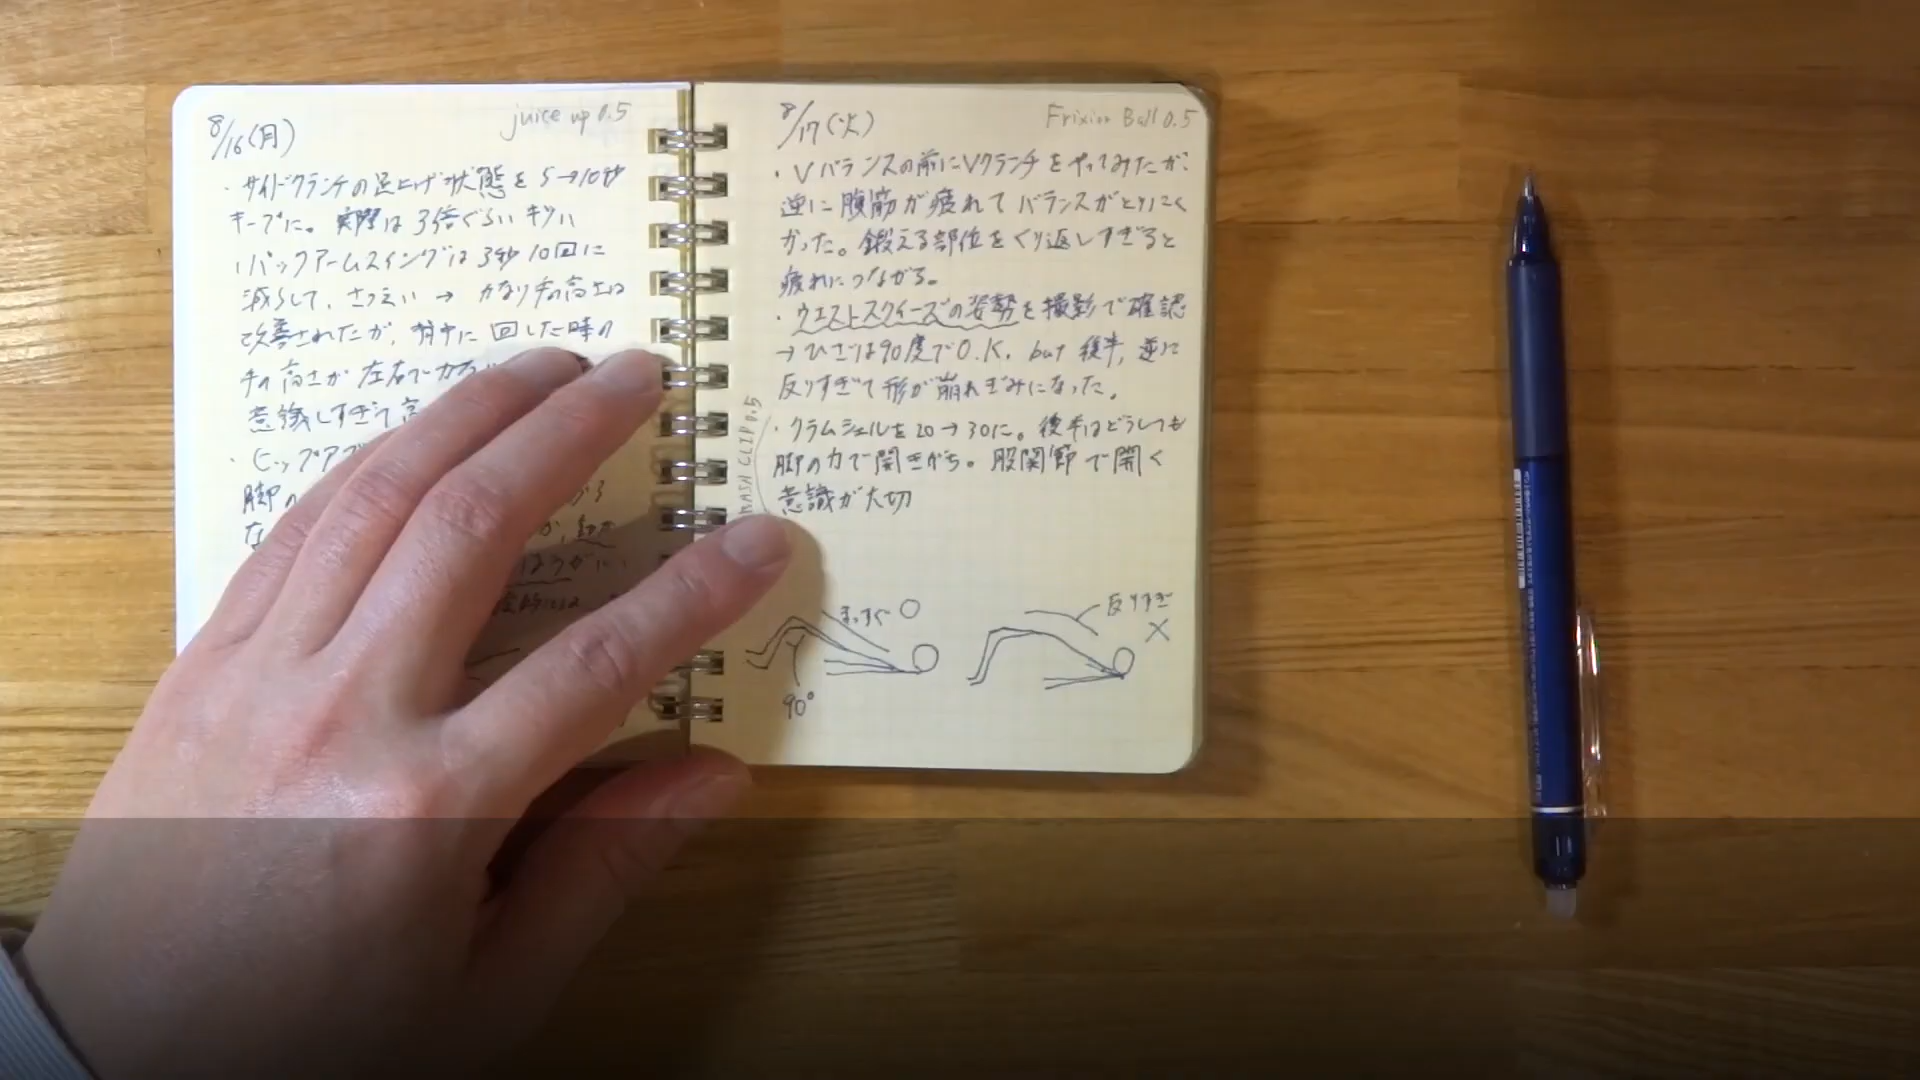 8/16(月)
juice up 0.5
・サイドクランチの足上げ状態を5→10秒
キープに。実際は3倍ぐらいキツい
・バックアームスイングは3秒10回に
減らして、さつえい → かなり手の高さは
改善されたが、背中に回した時の
手の高さが左右で
意識しすぎて
・ヒップアブ
脚の
な
ほうがいい
8/17(火)
Frixion Ball 0.5
・Vバランスの前にVクランチをやってみたが、
逆に腹筋が疲れてバランスがとりにく
かった。鍛える部位をくり返しすぎると
疲れにつながる。
・ウエストスクイーズの姿勢を撮影で確認
→ひざは90度でO.K. but 後半、逆に
反りすぎて形が崩れぎみになった。
・クラムシェルを20→30に。後半はどうしても
脚の力で開きがち。股関節で開く
意識が大切
MASH CLIP 0.5
まっすぐ ○
90°
反りすぎ
×